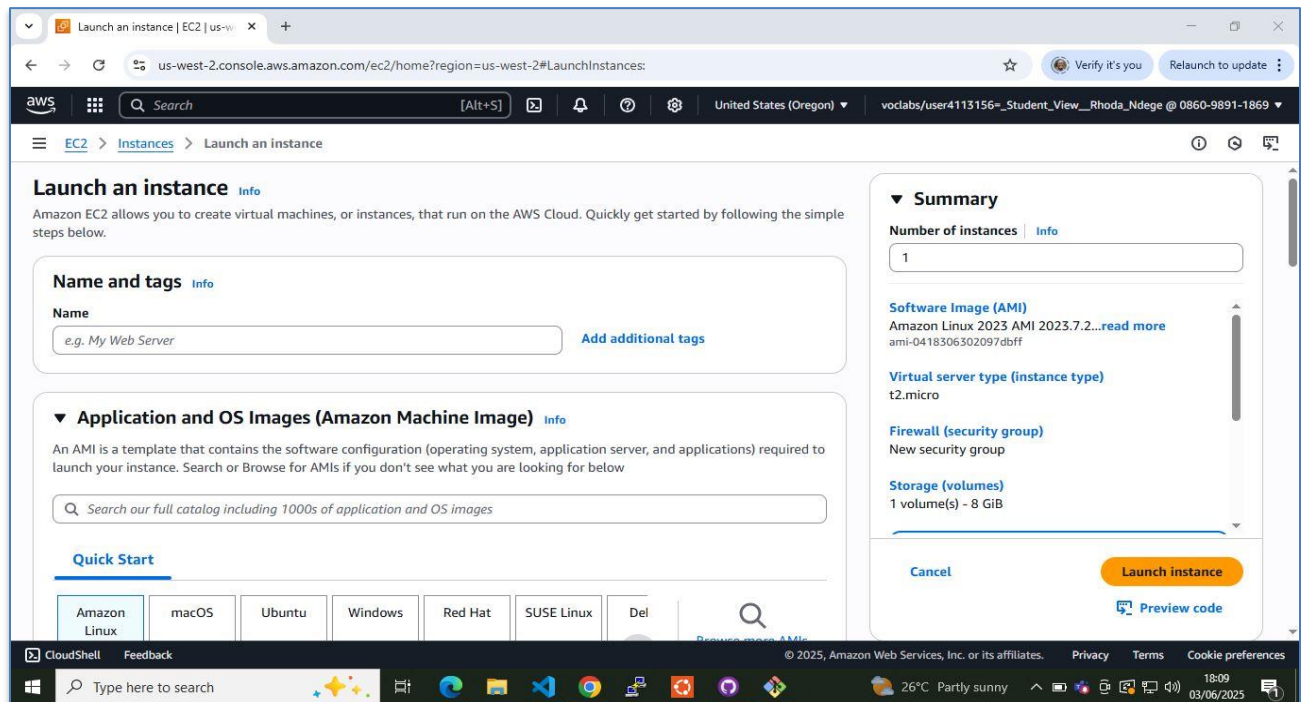 Launch an instance | EC2 | us-w
us-west-2.console.aws.amazon.com/ec2/home?region=us-west-2#LaunchInstances:
Verify it's you
Relaunch to update
aws
Search
[Alt+S]
United States (Oregon)
voclabs/user4113156=_Student_View__Rhoda_Ndege @ 0860-9891-1869
EC2 > Instances > Launch an instance
Launch an instance Info
Amazon EC2 allows you to create virtual machines, or instances, that run on the AWS Cloud. Quickly get started by following the simple
steps below.
Name and tags Info
Name
e.g. My Web Server
Add additional tags
Application and OS Images (Amazon Machine Image) Info
An AMI is a template that contains the software configuration (operating system, application server, and applications) required to
launch your instance. Search or Browse for AMIs if you don't see what you are looking for below
Search our full catalog including 1000s of application and OS images
Quick Start
Amazon
Linux
macOS
Ubuntu
Windows
Red Hat
SUSE Linux
Del
Browse more AMIs
Summary
Number of instances Info
1
Software Image (AMI)
Amazon Linux 2023 AMI 2023.7.2...read more
ami-0418306302097dbff
Virtual server type (instance type)
t2.micro
Firewall (security group)
New security group
Storage (volumes)
1 volume(s) - 8 GiB
Cancel
Launch instance
Preview code
CloudShell
Feedback
© 2025, Amazon Web Services, Inc. or its affiliates.
Privacy
Terms
Cookie preferences
Type here to search
26°C Partly sunny
18:09
03/06/2025
1